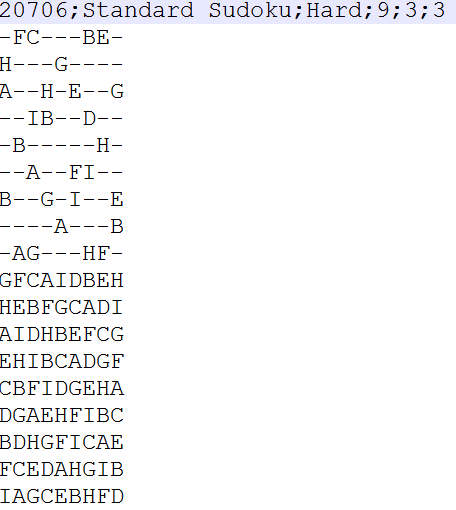 20706;Standard Sudoku;Hard;9;3;3
-FC---BE-
H---G----
A--H-E--G
--IB--D--
-B-----H-
--A--FI--
B--G-I--E
----A---B
-AG---HF-
GFCAIDBEH
HEBFGCADI
AIDHBEFCG
EHIBCADGF
CBFIDGEHA
DGAEHFIBC
BDHGFICAE
FCEDAHGIB
IAGCEBHFD